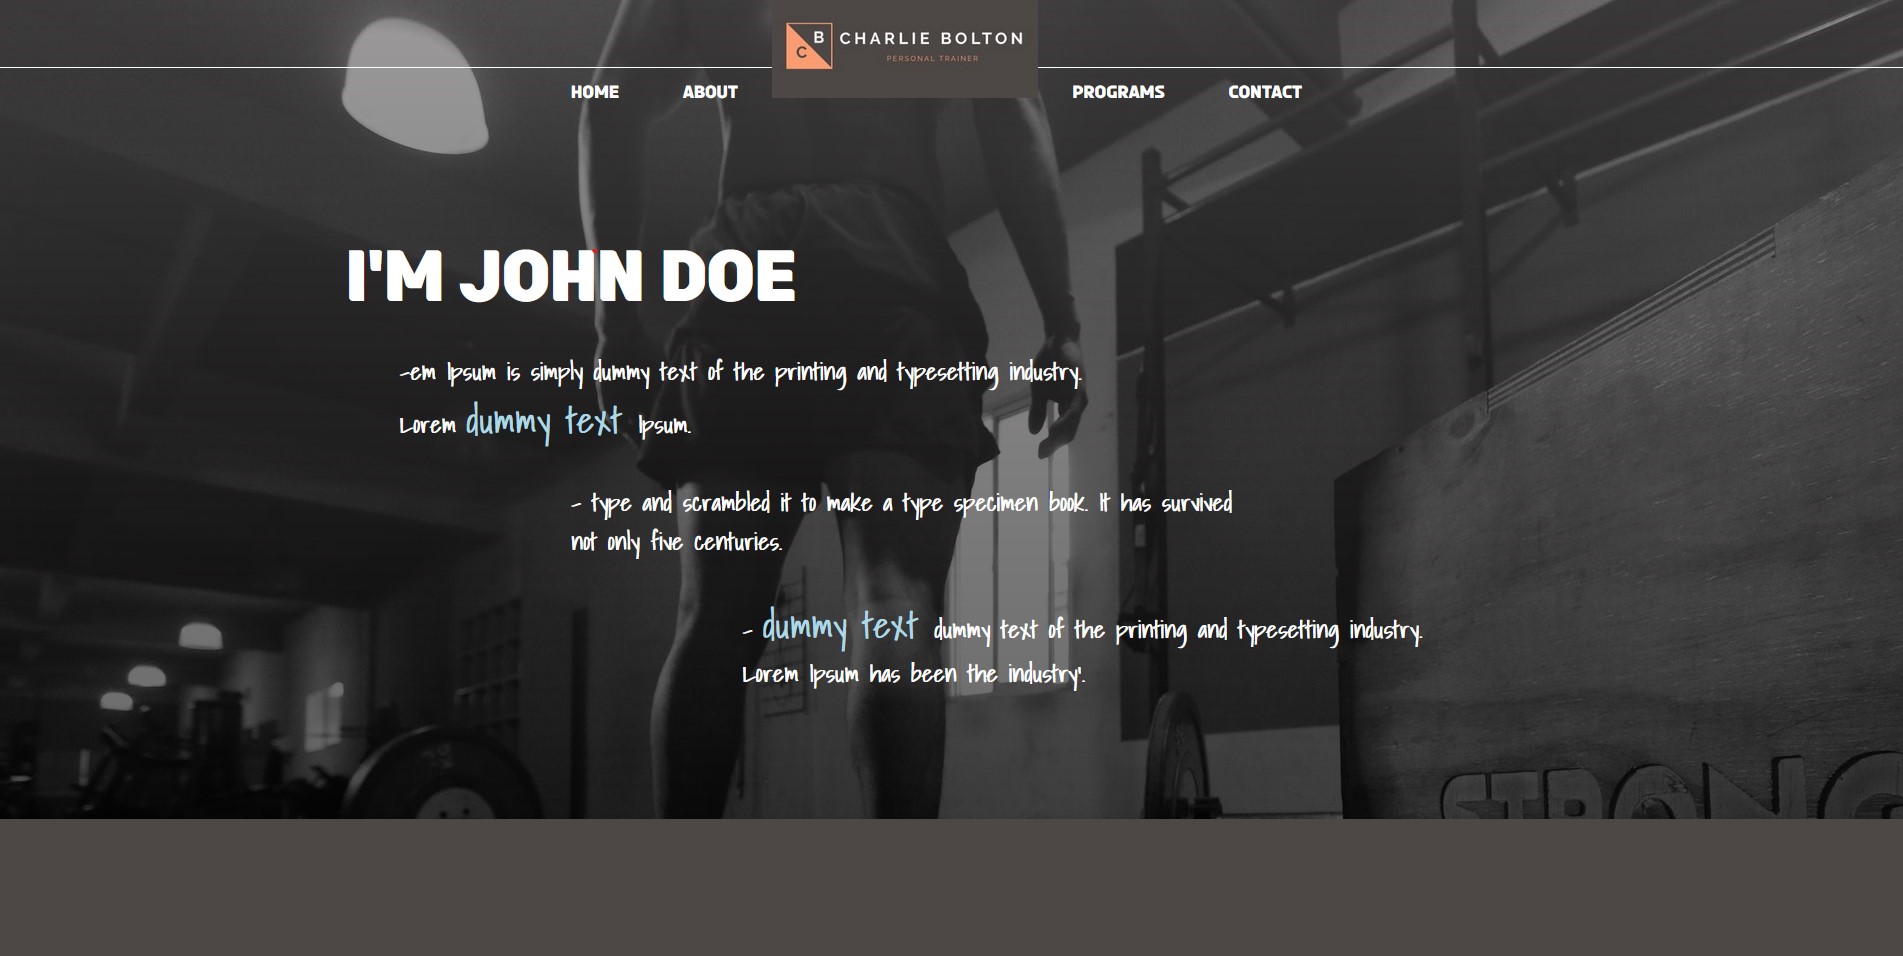 B
C
CHARLIE BOLTON
PERSONAL TRAINER
HOME ABOUT PROGRAMS CONTACT
I'M JOHN DOE
-em Ipsum is simply dummy text of the printing and typesetting industry.
Lorem dummy text Ipsum.
- type and scrambled it to make a type specimen book. It has survived
not only five centuries.
- dummy text dummy text of the printing and typesetting industry.
Lorem Ipsum has been the industry'.
STRONG